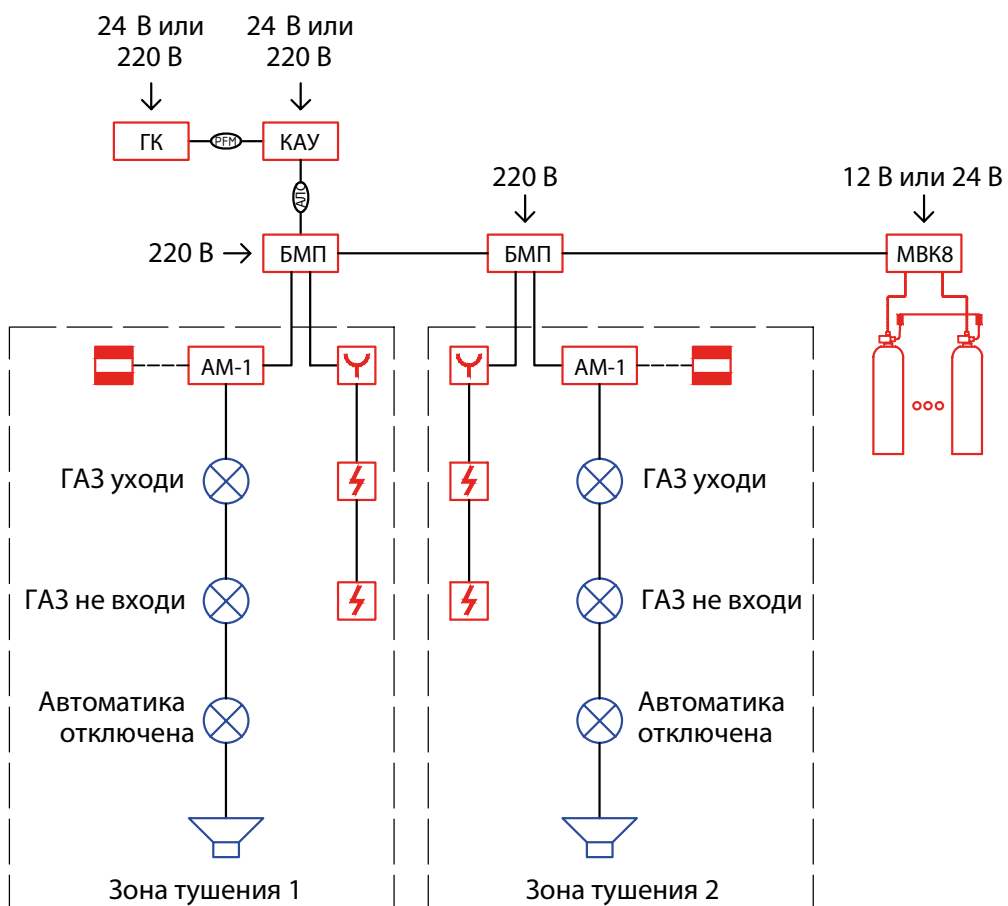 24 В или
220 В
24 В или
220 В
ГК
PFM
КАУ
АЛС
220 В
12 В или 24 В
220 В
БМП
БМП
МВК8
АМ-1
АМ-1
ГАЗ уходи
ГАЗ уходи
ГАЗ не входи
ГАЗ не входи
Автоматика
отключена
Автоматика
отключена
Зона тушения 1
Зона тушения 2